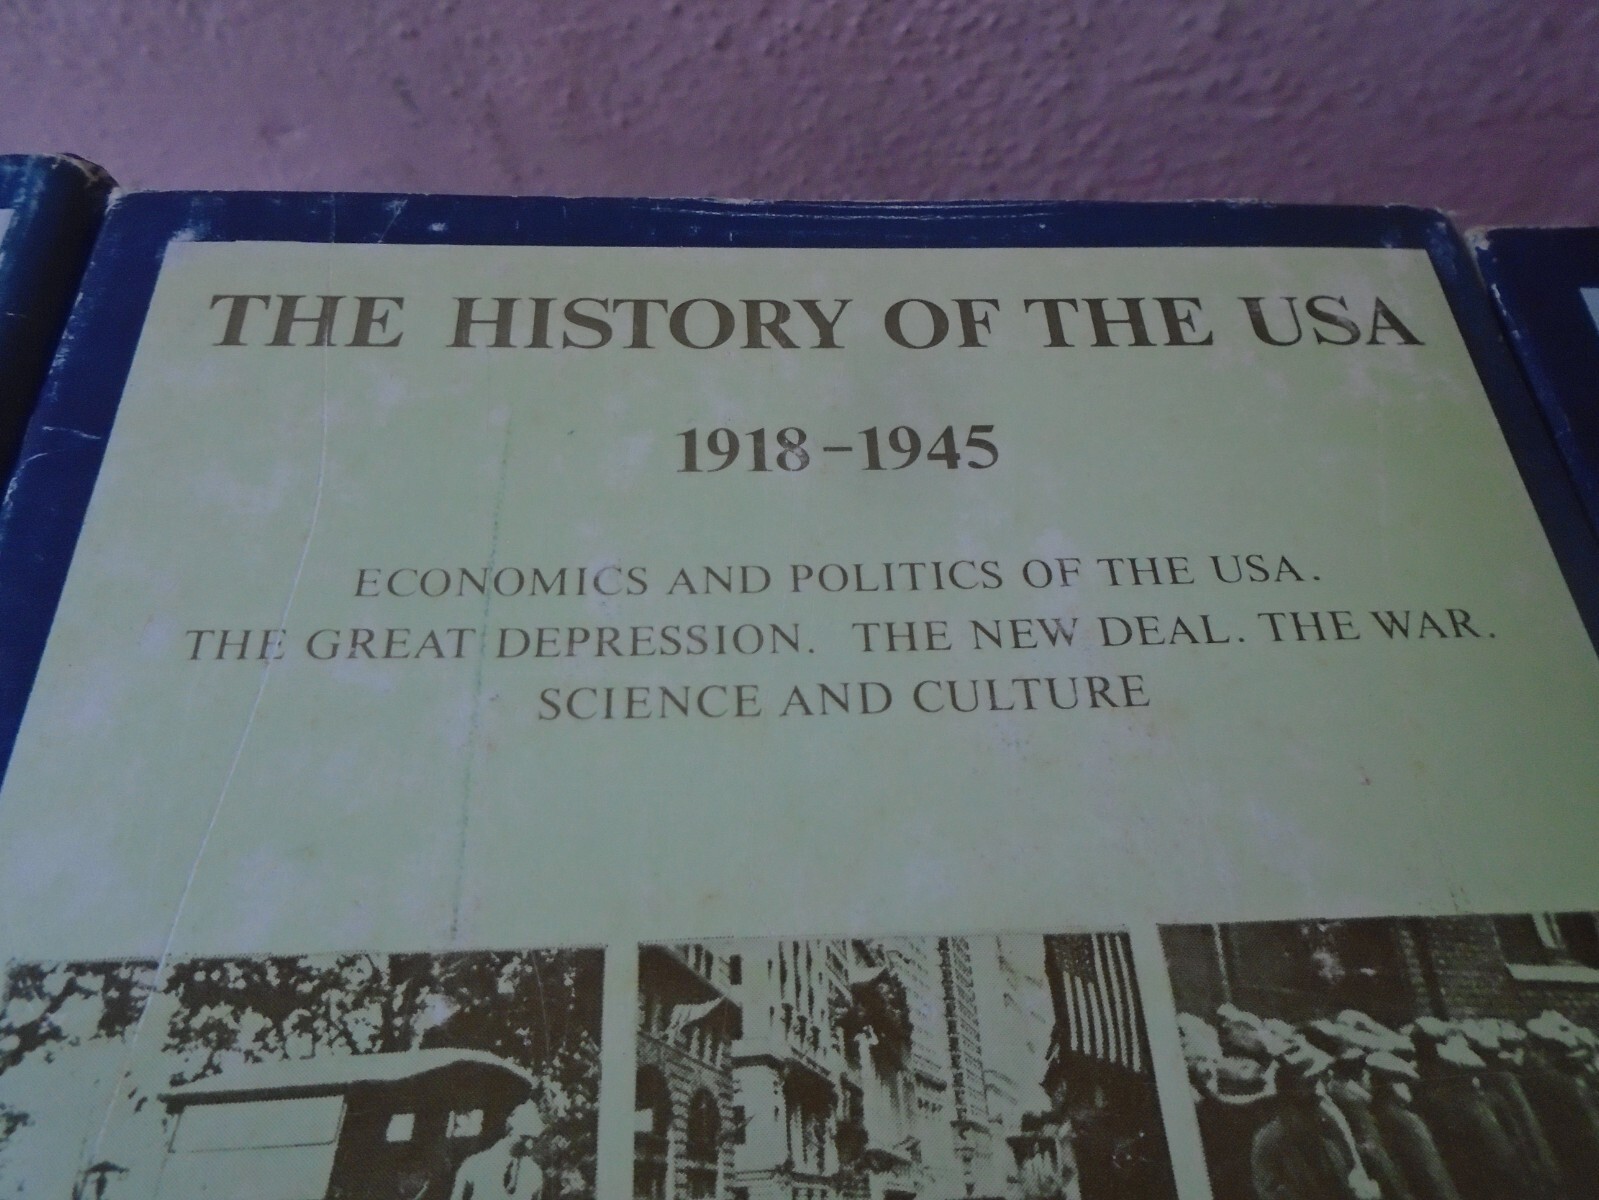 THE HISTORY OF THE USA
1918-1945
ECONOMICS AND POLITICS OF THE USA.
THE GREAT DEPRESSION. THE NEW DEAL. THE WAR.
SCIENCE AND CULTURE